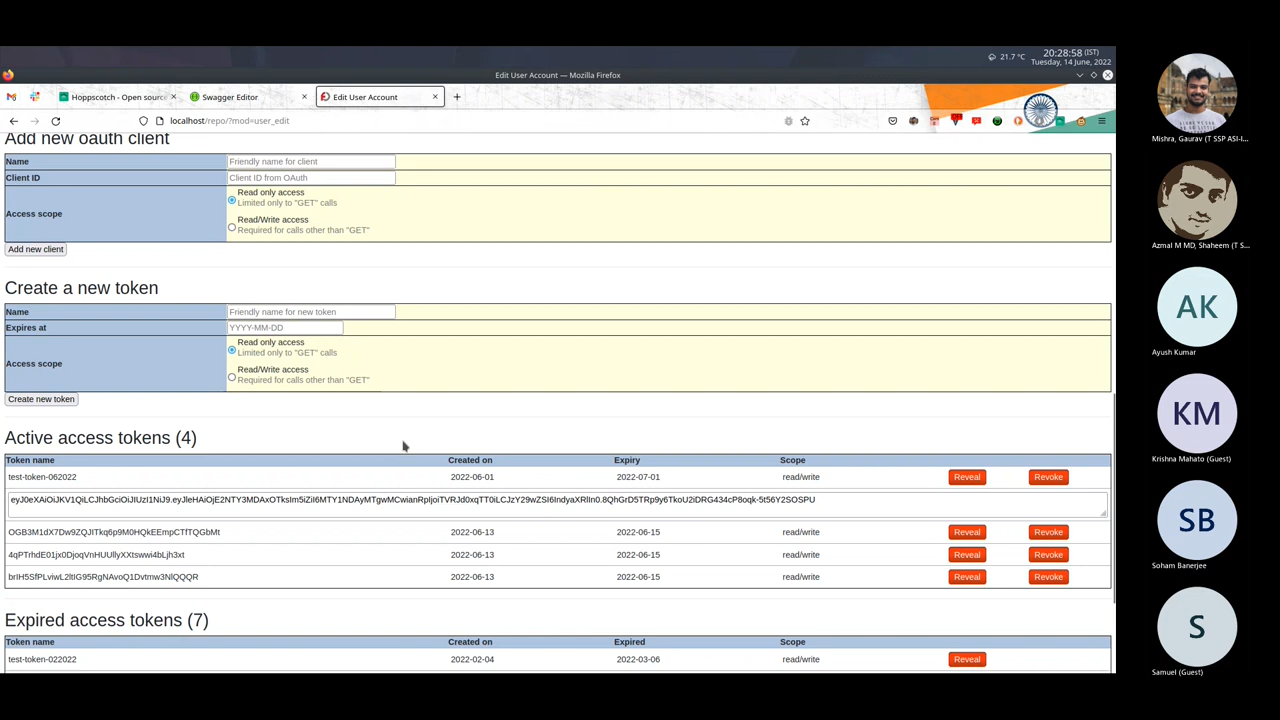 20:28:58 (IST)
21.7 °C
Tuesday, 14 June, 2022
Edit User Account — Mozilla Firefox
Hoppscotch - Open source
Swagger Editor
Edit User Account
localhost/repo/?mod=user_edit
Add new oauth client
Name Friendly name for client
Client ID Client ID from OAuth
Access scope
Read only access
Limited only to "GET" calls
Read/Write access
Required for calls other than "GET"
Add new client
Create a new token
Name Friendly name for new token
Expires at YYYY-MM-DD
Access scope
Read only access
Limited only to "GET" calls
Read/Write access
Required for calls other than "GET"
Create new token
Active access tokens (4)
Token name Created on Expiry Scope
test-token-062022 2022-06-01 2022-07-01 read/write Reveal Revoke
2022-06-13 2022-06-15 read/write Reveal Revoke
2022-06-13 2022-06-15 read/write Reveal Revoke
2022-06-13 2022-06-15 read/write Reveal Revoke
Expired access tokens (7)
Token name Created on Expired Scope
test-token-022022 2022-02-04 2022-03-06 read/write Reveal
Mishra, Gaurav (T SSP ASI-I...
Azmal M MD, Shaheem (T S...
AK
Ayush Kumar
KM
Krishna Mahato (Guest)
SB
Soham Banerjee
S
Samuel (Guest)